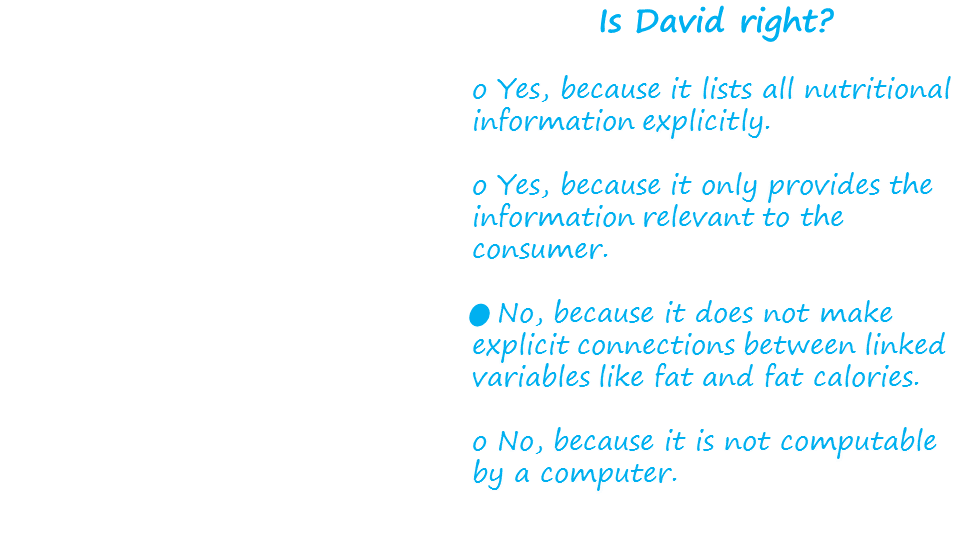 Is David right?
o Yes, because it lists all nutritional
information explicitly.
o Yes, because it only provides the
information relevant to the
consumer.
● No, because it does not make
explicit connections between linked
variables like fat and fat calories.
o No, because it is not computable
by a computer.